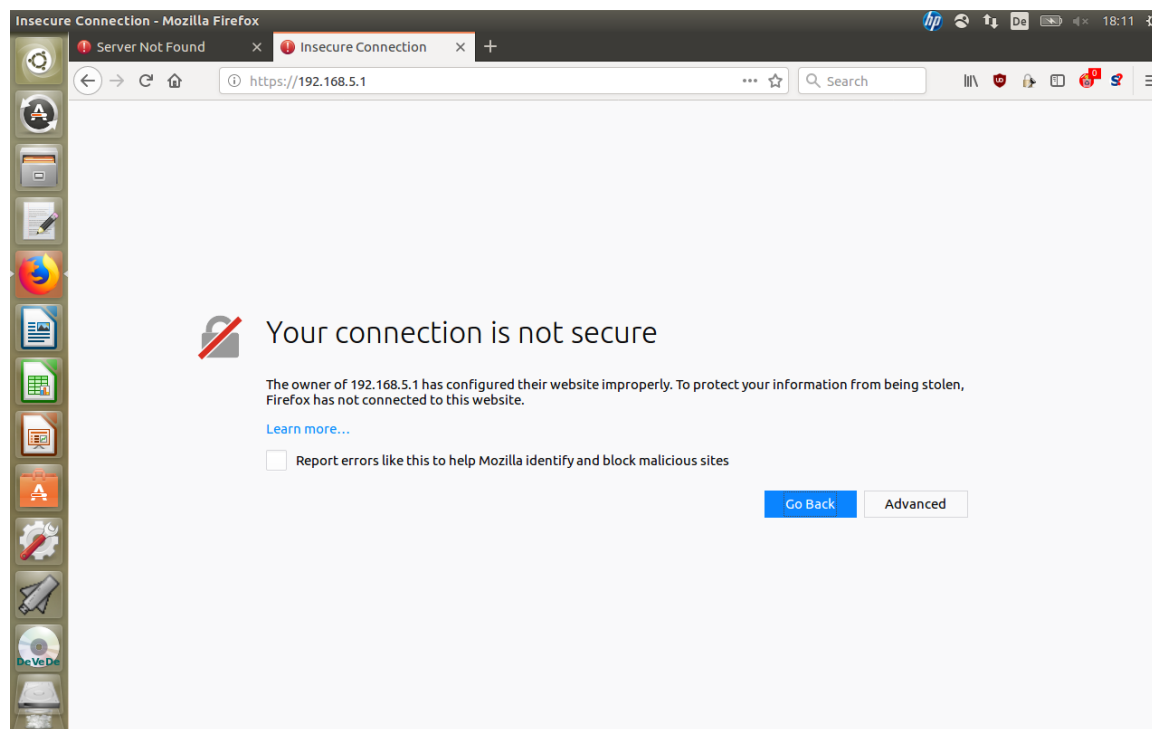 Insecure Connection - Mozilla Firefox
hp
De
18:11
Server Not Found
Insecure Connection
https://192.168.5.1
Search
0
Your connection is not secure
The owner of 192.168.5.1 has configured their website improperly. To protect your information from being stolen,
Firefox has not connected to this website.
Learn more…
Report errors like this to help Mozilla identify and block malicious sites
Go Back
Advanced
DeVeDe